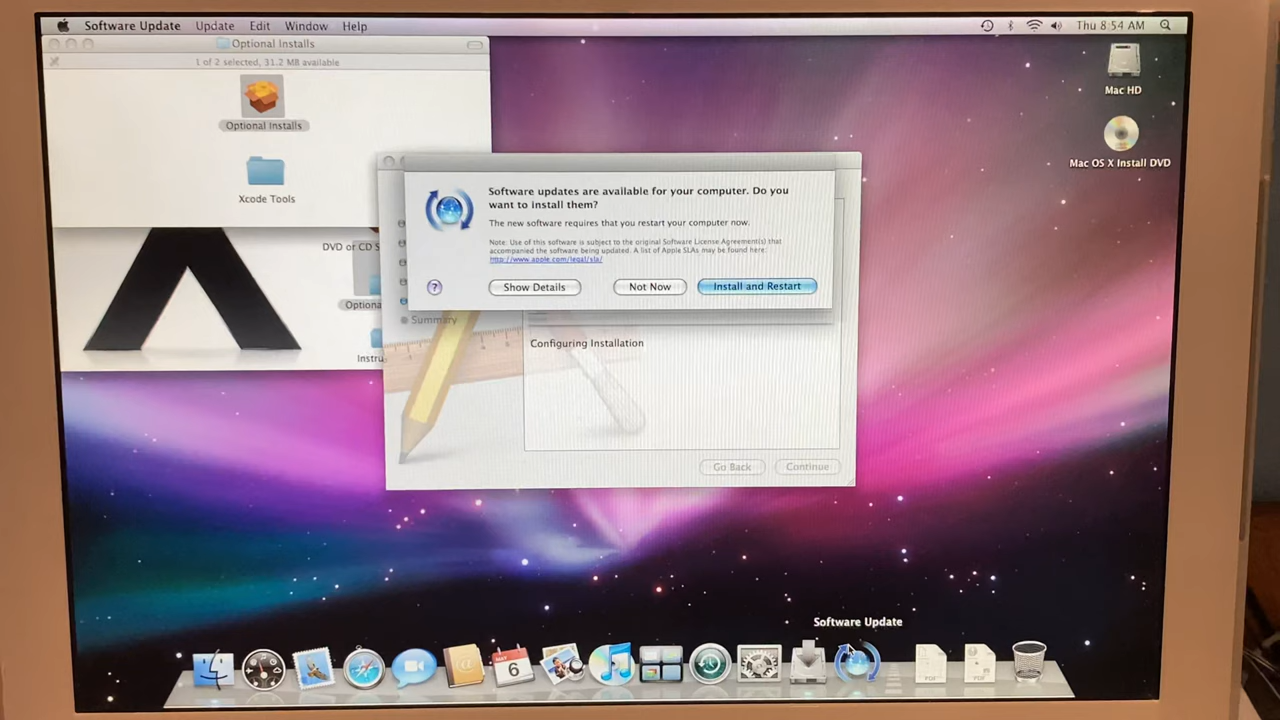 Software Update Update Edit Window Help Thu 8:54 AM
Optional Installs
1 of 2 selected, 31.2 MB available
Optional Installs
Xcode Tools
Mac HD
Mac OS X Install DVD
DVD or CD S
Optiona
Instru
Software updates are available for your computer. Do you
want to install them?
The new software requires that you restart your computer now.
Note: Use of this software is subject to the original Software License Agreement(s) that
accompanied the software being updated. A list of Apple SLAs may be found here:
http://www.apple.com/legal/sla/
? Show Details Not Now Install and Restart
Summary
Configuring Installation
Go Back Continue
Software Update
6
PDF PDF